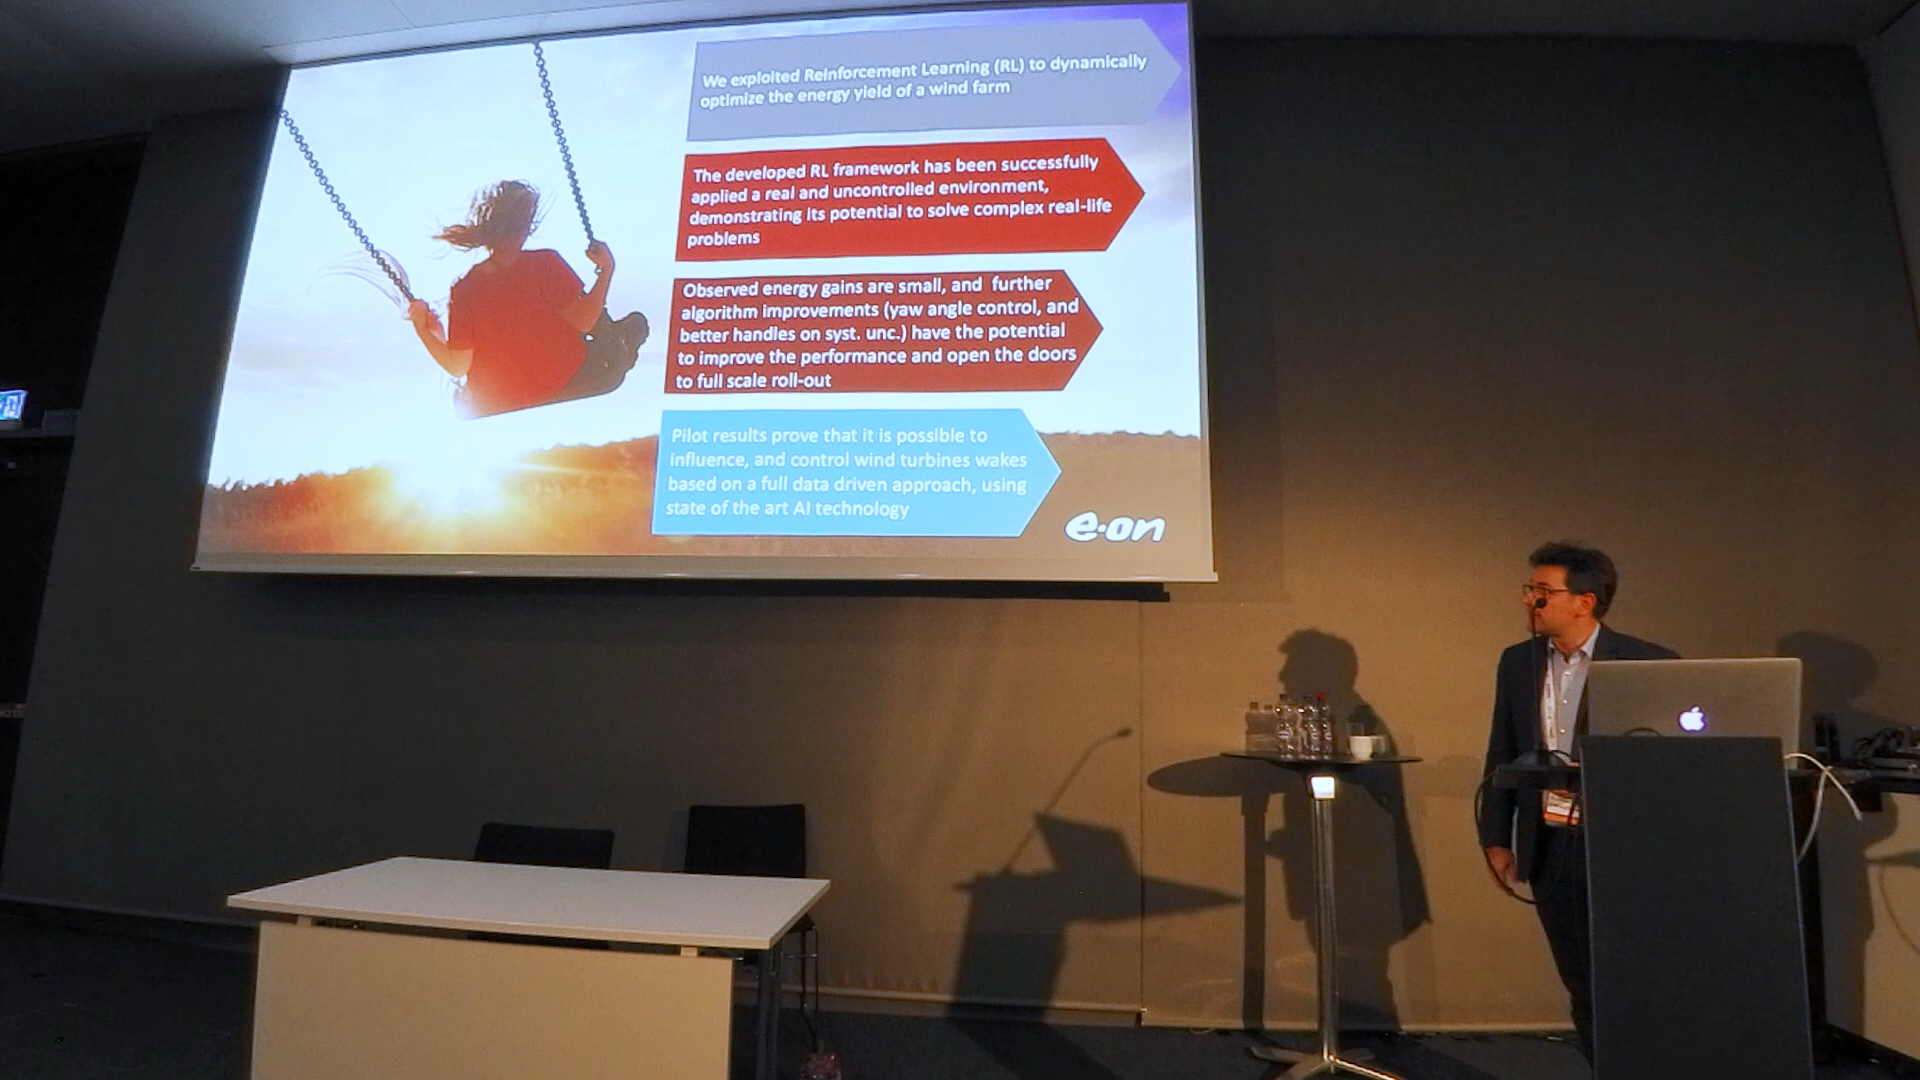 We exploited Reinforcement Learning (RL) to dynamically
optimize the energy yield of a wind farm
The developed RL framework has been successfully
applied a real and uncontrolled environment,
demonstrating its potential to solve complex real-life
problems
Observed energy gains are small, and further
algorithm improvements (yaw angle control, and
better handles on syst. unc.) have the potential
to improve the performance and open the doors
to full scale roll-out
Pilot results prove that it is possible to
influence, and control wind turbines wakes
based on a full data driven approach, using
state of the art AI technology
e·on